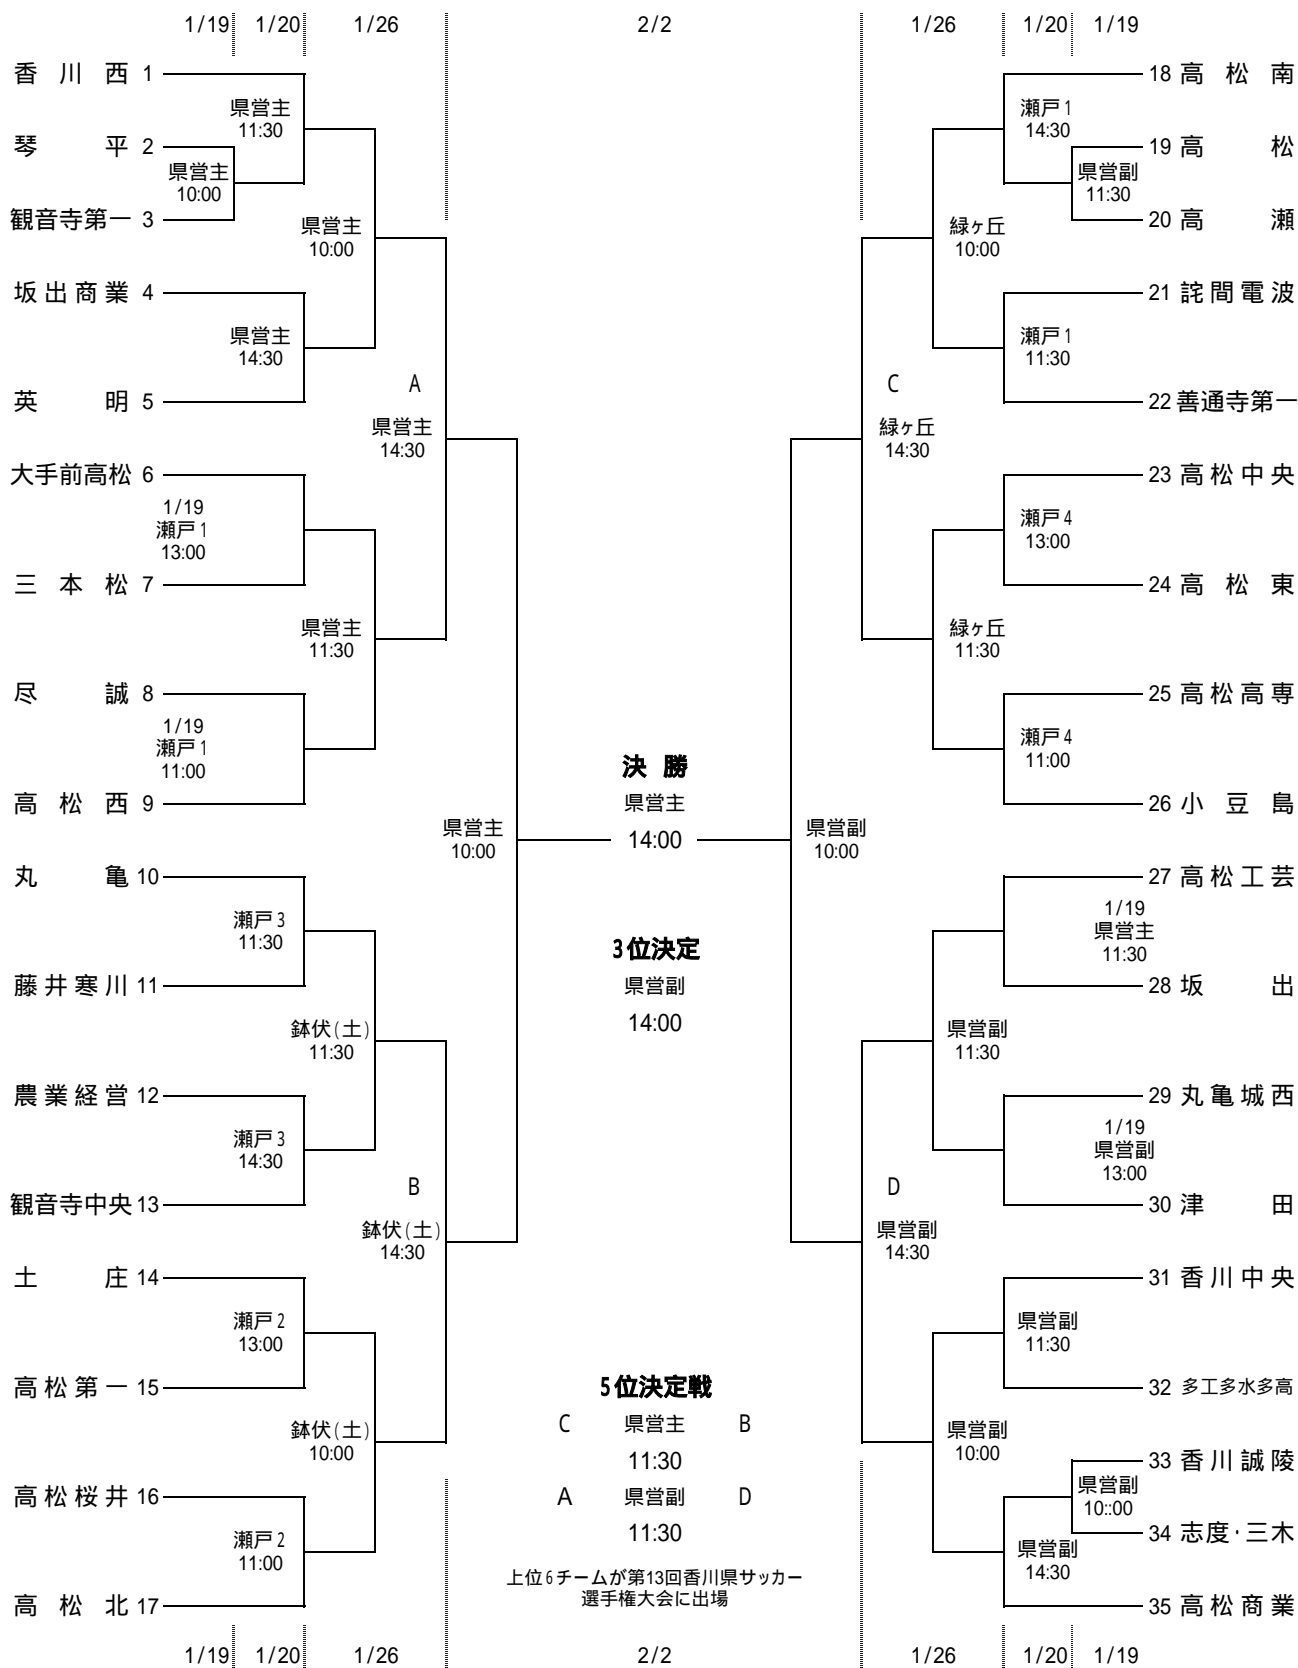 1/19 1/20 1/26 2/2 1/26 1/20 1/19
香川西 1
県営主
11:30
琴平 2
県営主
10:00
観音寺第一 3
県営主
10:00
坂出商業 4
県営主
14:30
英明 5
A
県営主
14:30
大手前高松 6
1/19
瀬戸1
13:00
三本松 7
県営主
11:30
尽誠 8
1/19
瀬戸1
11:00
高松西 9
県営主
10:00
丸亀 10
瀬戸3
11:30
藤井寒川 11
鉢伏(土)
11:30
農業経営 12
瀬戸3
14:30
観音寺中央 13
B
鉢伏(土)
14:30
土庄 14
瀬戸2
13:00
高松第一 15
鉢伏(土)
10:00
高松桜井 16
瀬戸2
11:00
高松北 17
決勝
県営主
14:00
3位決定
県営副
14:00
5位決定戦
C 県営主 B
11:30
A 県営副 D
11:30
上位6チームが第13回香川県サッカー
選手権大会に出場
18 高松南
瀬戸1
14:30
19 高松
県営副
11:30
20 高瀬
緑ヶ丘
10:00
21 詫間電波
瀬戸1
11:30
22 善通寺第一
C
緑ヶ丘
14:30
23 高松中央
瀬戸4
13:00
24 高松東
緑ヶ丘
11:30
25 高松高専
瀬戸4
11:00
26 小豆島
県営副
10:00
27 高松工芸
1/19
県営主
11:30
28 坂出
県営副
11:30
29 丸亀城西
1/19
県営副
13:00
30 津田
D
県営副
14:30
31 香川中央
県営副
11:30
32 多工多水多高
県営副
10:00
33 香川誠陵
県営副
10::00
34 志度・三木
県営副
14:30
35 高松商業
1/19 1/20 1/26 2/2 1/26 1/20 1/19